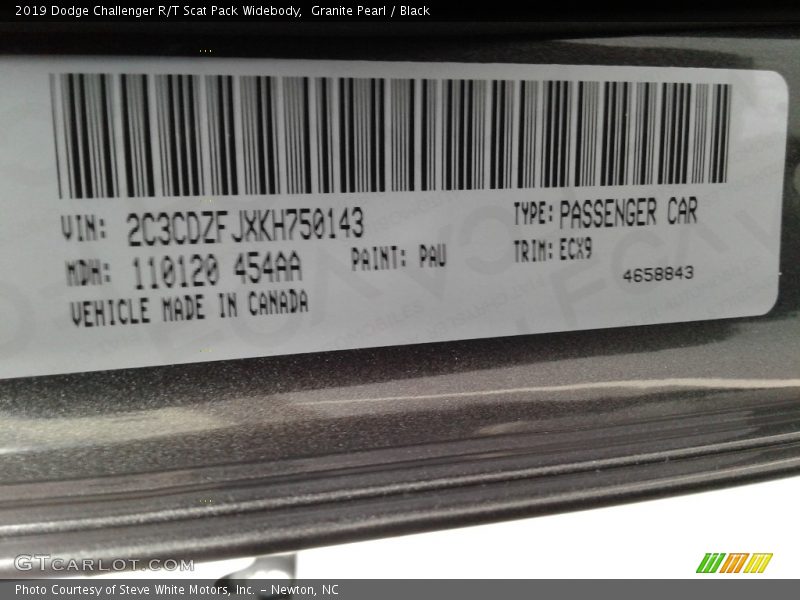 2019 Dodge Challenger R/T Scat Pack Widebody, Granite Pearl / Black
VIN: 2C3CDZFJXKH750143 TYPE: PASSENGER CAR
MDH: 110120 454AA PAINT: PAU TRIM: ECX9
VEHICLE MADE IN CANADA 4658843
GTCARLOT.COM
Photo Courtesy of Steve White Motors, Inc. – Newton, NC